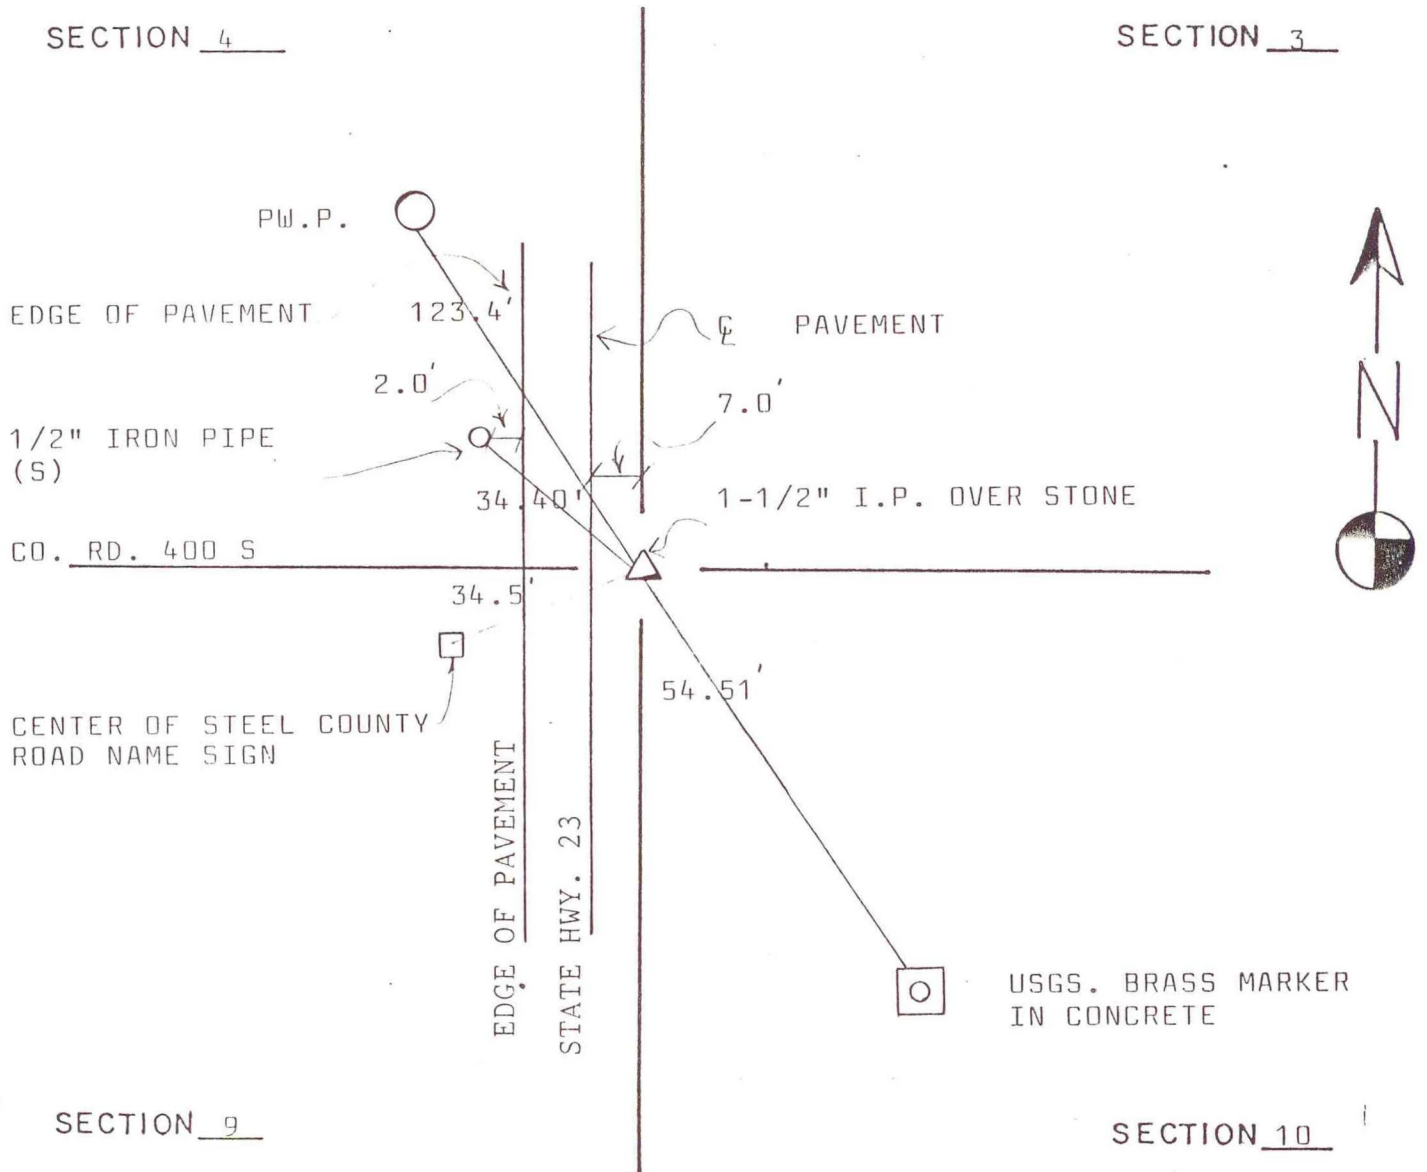 SECTION 4
SECTION 3
PW.P.
EDGE OF PAVEMENT
123.4'
℄ PAVEMENT
2.0'
7.0'
1/2" IRON PIPE
(S)
34.40'
1-1/2" I.P. OVER STONE
N
CO. RD. 400 S
34.5'
54.51'
CENTER OF STEEL COUNTY
ROAD NAME SIGN
EDGE OF PAVEMENT
STATE HWY. 23
USGS. BRASS MARKER
IN CONCRETE
SECTION 9
SECTION 10